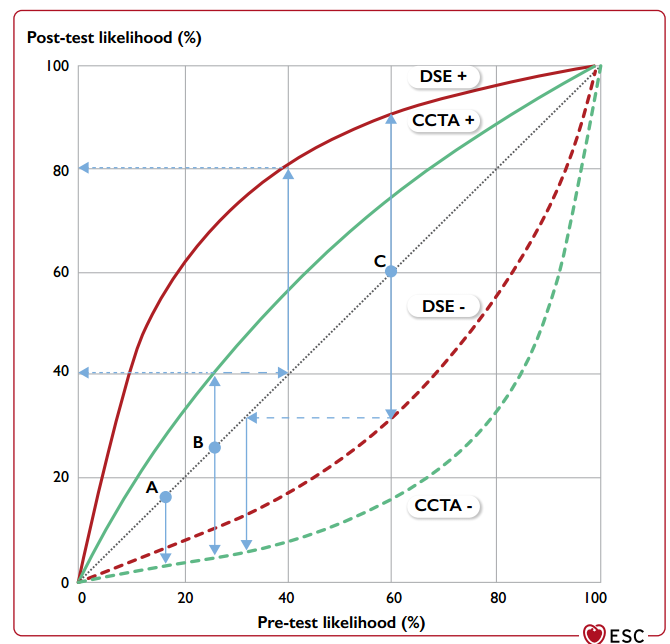 Post-test likelihood (%)
100
DSE +
CCTA +
80
C
60
DSE -
40
B
20
A
CCTA -
0
0 20 40 60 80 100
Pre-test likelihood (%)
ESC